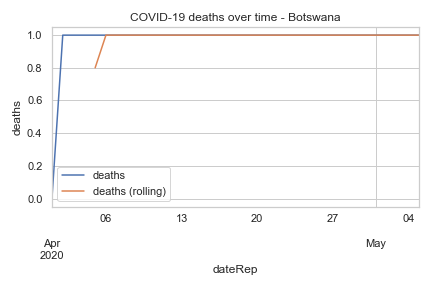 COVID-19 deaths over time - Botswana
deaths
1.0
0.8
0.6
0.4
0.2
0.0
deaths
deaths (rolling)
06 13 20 27 04
Apr May
2020
dateRep